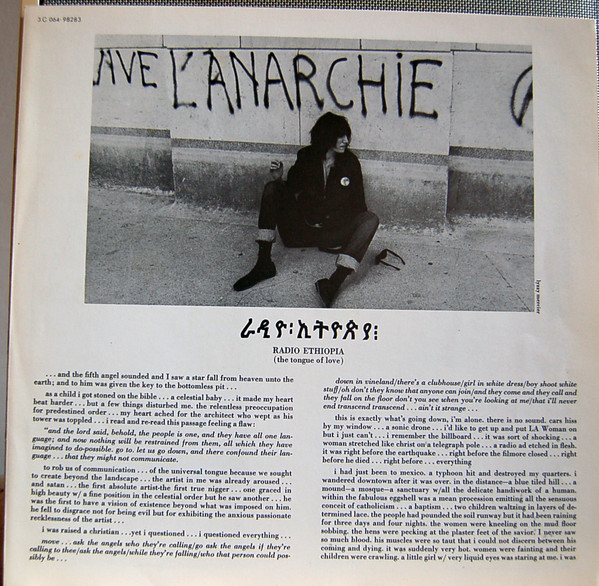 3C 064-98283
AVE L'ANARCHIE
lynny mercier
ራዲዮ፡ኢትዮጵያ፤
RADIO ETHIOPIA
(the tongue of love)
. . . and the fifth angel sounded and I saw a star fall from heaven unto the
earth; and to him was given the key to the bottomless pit . . .
as a child i got stoned on the bible . . . a celestial baby . . . it made my heart
beat harder . . . but a few things disturbed me. the relentless preoccupation
for predestined order . . . my heart ached for the architect who wept as his
tower was toppled . . . i read and re-read this passage feeling a flaw:
"and the lord said, behold, the people is one, and they have all one lan-
guage; and now nothing will be restrained from them, all which they have
imagined to-do-possible. go to. let us go down, and there confound their lan-
guage . . . that they might not communicate.
to rob us of communication . . . of the universal tongue because we sought
to create beyond the landscape . . . the artist in me was already aroused . . .
and satan . . . the first absolute artist-the first true nigger . . . one graced in
high beauty w/ a fine position in the celestial order but he saw another . . . he
was the first to have a vision of existence beyond what was imposed on him.
he fell to disgrace not for being evil but for exhibiting the anxious passionate
recklessness of the artist . . .
i was raised a christian . . . yet i questioned . . . i questioned everything . . .
move . . . ask the angels who they're calling/go ask the angels if they're
calling to thee/ask the angels/while they're falling/who that person could pos-
sibly be . . .
down in vineland/there's a clubhouse/girl in white dress/boy shoot white
stuff/oh don't they know that anyone can join/and they come and they call and
they fall on the floor don't you see when you're looking at me/that i'll never
end transcend transcend . . . ain't it strange . . .
this is exactly what's going down, i'm alone. there is no sound. cars hiss
by my window . . . a sonic drone . . . i'd like to get up and put LA Woman on
but i just can't . . . i remember the billboard . . . it was sort of shocking . . . a
woman stretched like christ on'a telegraph pole . . . a radio ad etched in flesh.
it was right before the earthquake . . . right before the filmore closed . . . right
before he died . . . right before . . . everything
i had just been to mexico. a typhoon hit and destroyed my quarters. i
wandered downtown after it was over. in the distance—a blue tiled hill . . . a
mound—a mosque—a sanctuary w/all the delicate handiwork of a human.
within the fabulous eggshell was a mean procession emitting all the sensuous
conceit of catholicism . . . a baptism . . . two children waiting in layers of de-
termined lace. the people had pounded the soil runway but it had been raining
for three days and four nights. the women were kneeling on the mud floor
sobbing. the hens were pecking at the plaster feet of the savior. I never saw
so much blood. his muscles were so taut that i could not discern between his
coming and dying. it was suddenly very hot. women were fainting and their
children were crawling. a little girl w/ very liquid eyes was staring at me. i was